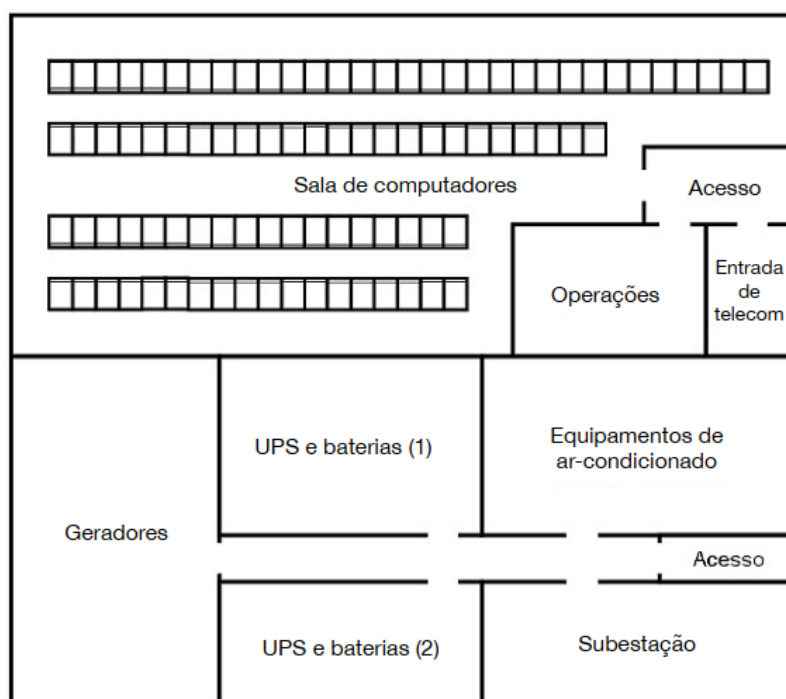 Sala de computadores
Acesso
Operações
Entrada
de
telecom
UPS e baterias (1)
Equipamentos de
ar-condicionado
Geradores
Acesso
UPS e baterias (2)
Subestação